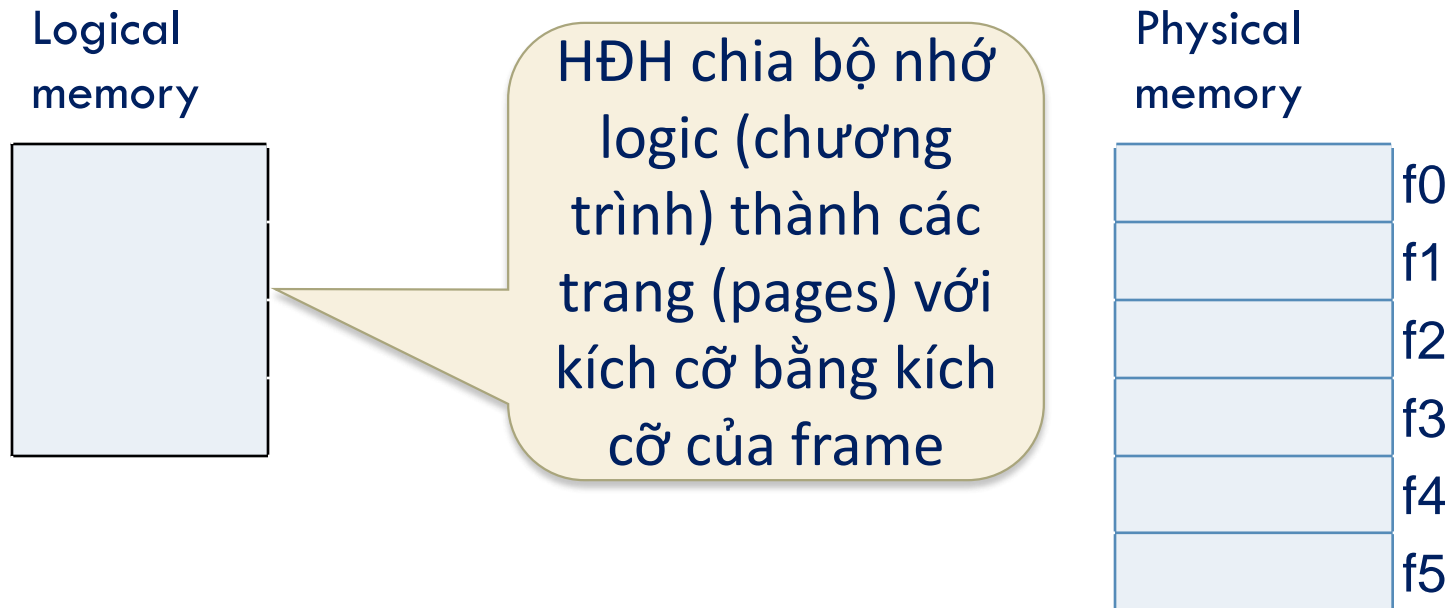 Logical
memory
HĐH chia bộ nhớ
logic (chương
trình) thành các
trang (pages) với
kích cỡ bằng kích
cỡ của frame
Physical
memory
f0
f1
f2
f3
f4
f5